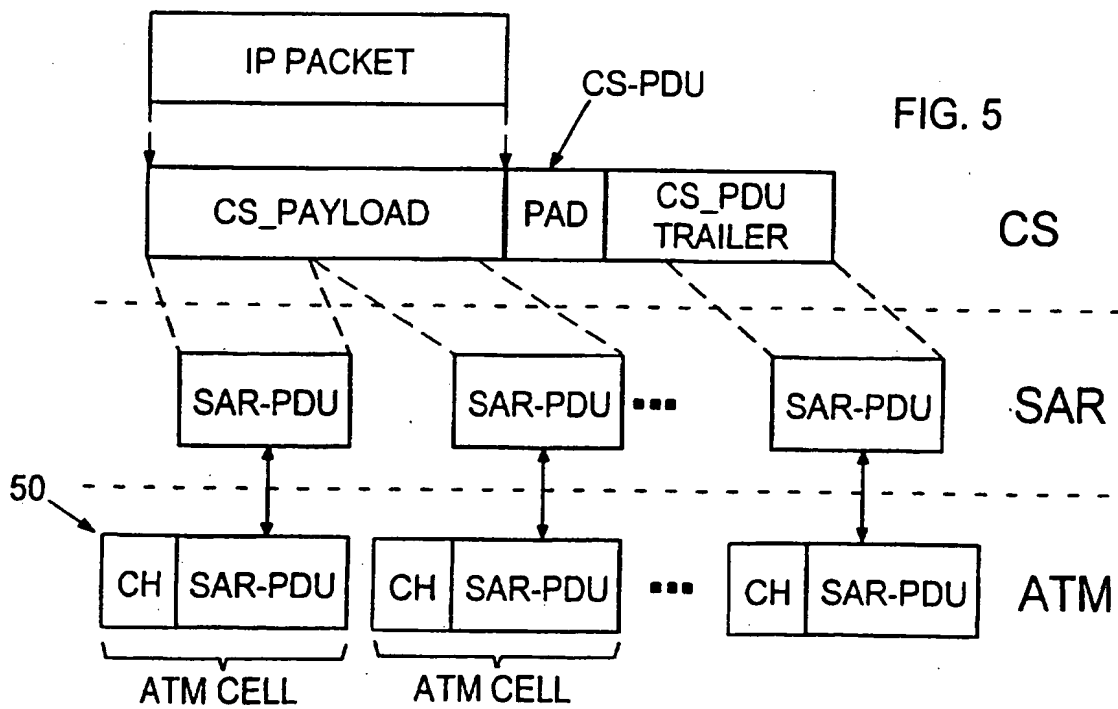 IP PACKET
CS-PDU
FIG. 5
CS_PAYLOAD
PAD
CS_PDU
TRAILER
CS
SAR-PDU
SAR-PDU
SAR-PDU
SAR
50
CH
SAR-PDU
CH
SAR-PDU
CH
SAR-PDU
ATM
ATM CELL
ATM CELL